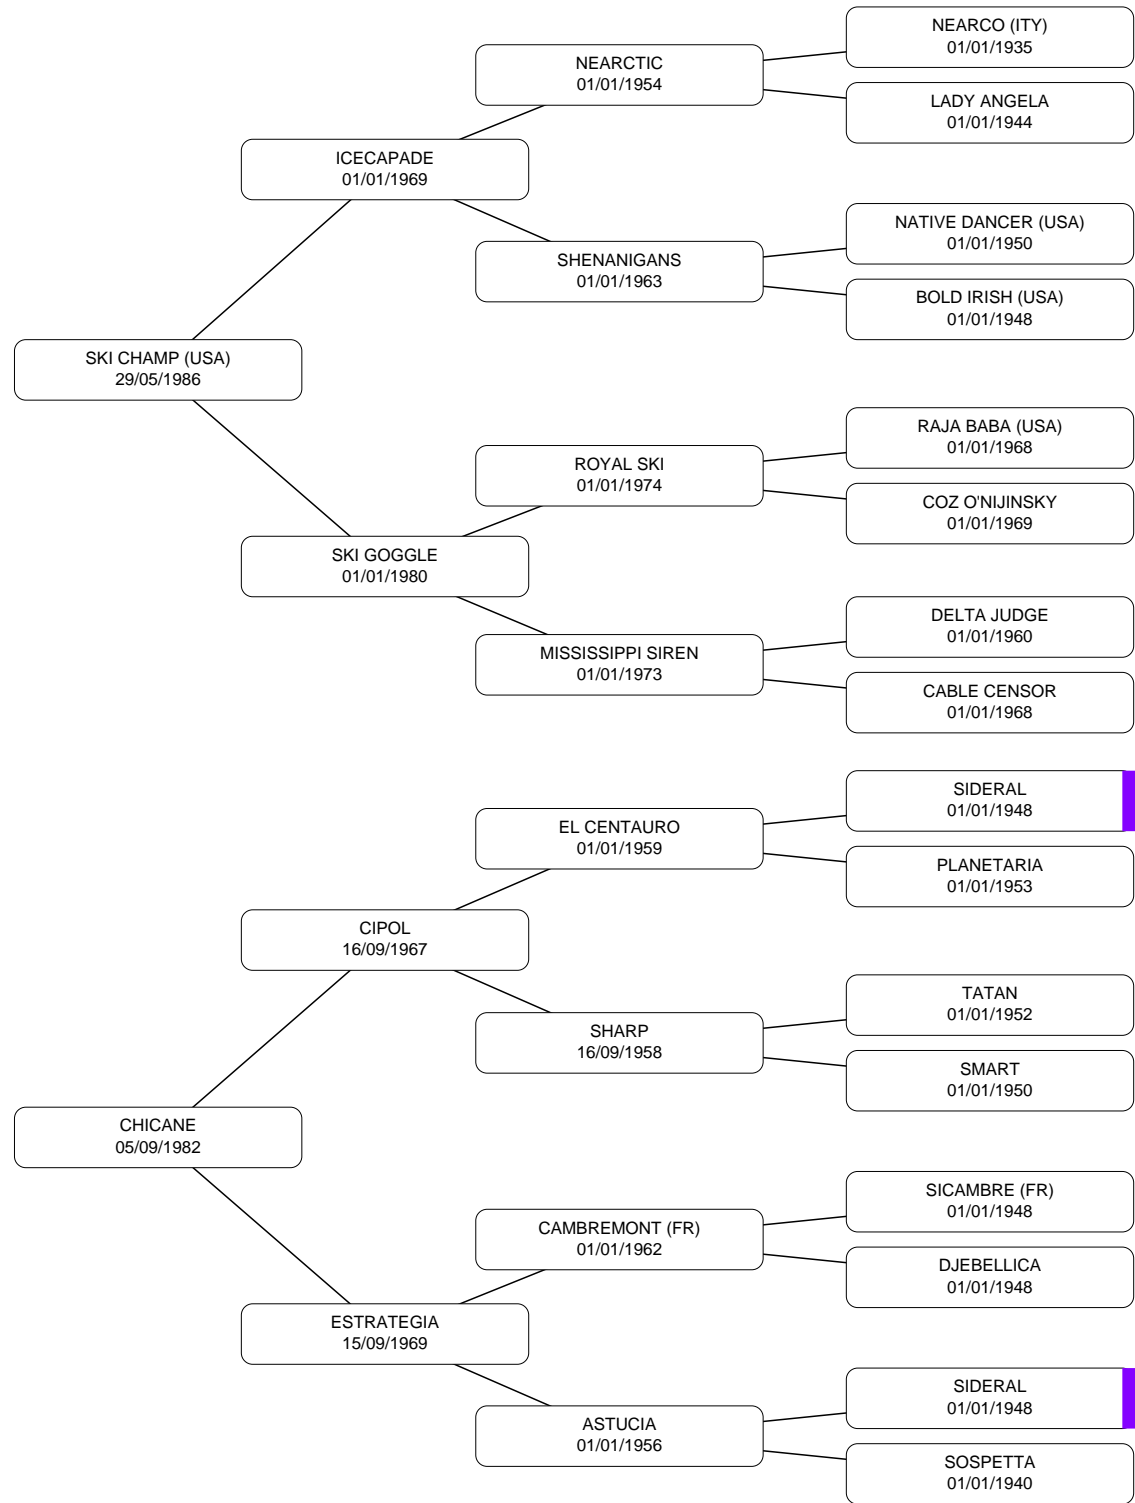 NEARCO (ITY)
01/01/1935
NEARCTIC
01/01/1954
LADY ANGELA
01/01/1944
ICECAPADE
01/01/1969
NATIVE DANCER (USA)
01/01/1950
SHENANIGANS
01/01/1963
BOLD IRISH (USA)
01/01/1948
SKI CHAMP (USA)
29/05/1986
RAJA BABA (USA)
01/01/1968
ROYAL SKI
01/01/1974
COZ O'NIJINSKY
01/01/1969
SKI GOGGLE
01/01/1980
DELTA JUDGE
01/01/1960
MISSISSIPPI SIREN
01/01/1973
CABLE CENSOR
01/01/1968
SIDERAL
01/01/1948
EL CENTAURO
01/01/1959
PLANETARIA
01/01/1953
CIPOL
16/09/1967
TATAN
01/01/1952
SHARP
16/09/1958
SMART
01/01/1950
CHICANE
05/09/1982
SICAMBRE (FR)
01/01/1948
CAMBREMONT (FR)
01/01/1962
DJEBELLICA
01/01/1948
ESTRATEGIA
15/09/1969
SIDERAL
01/01/1948
ASTUCIA
01/01/1956
SOSPETTA
01/01/1940